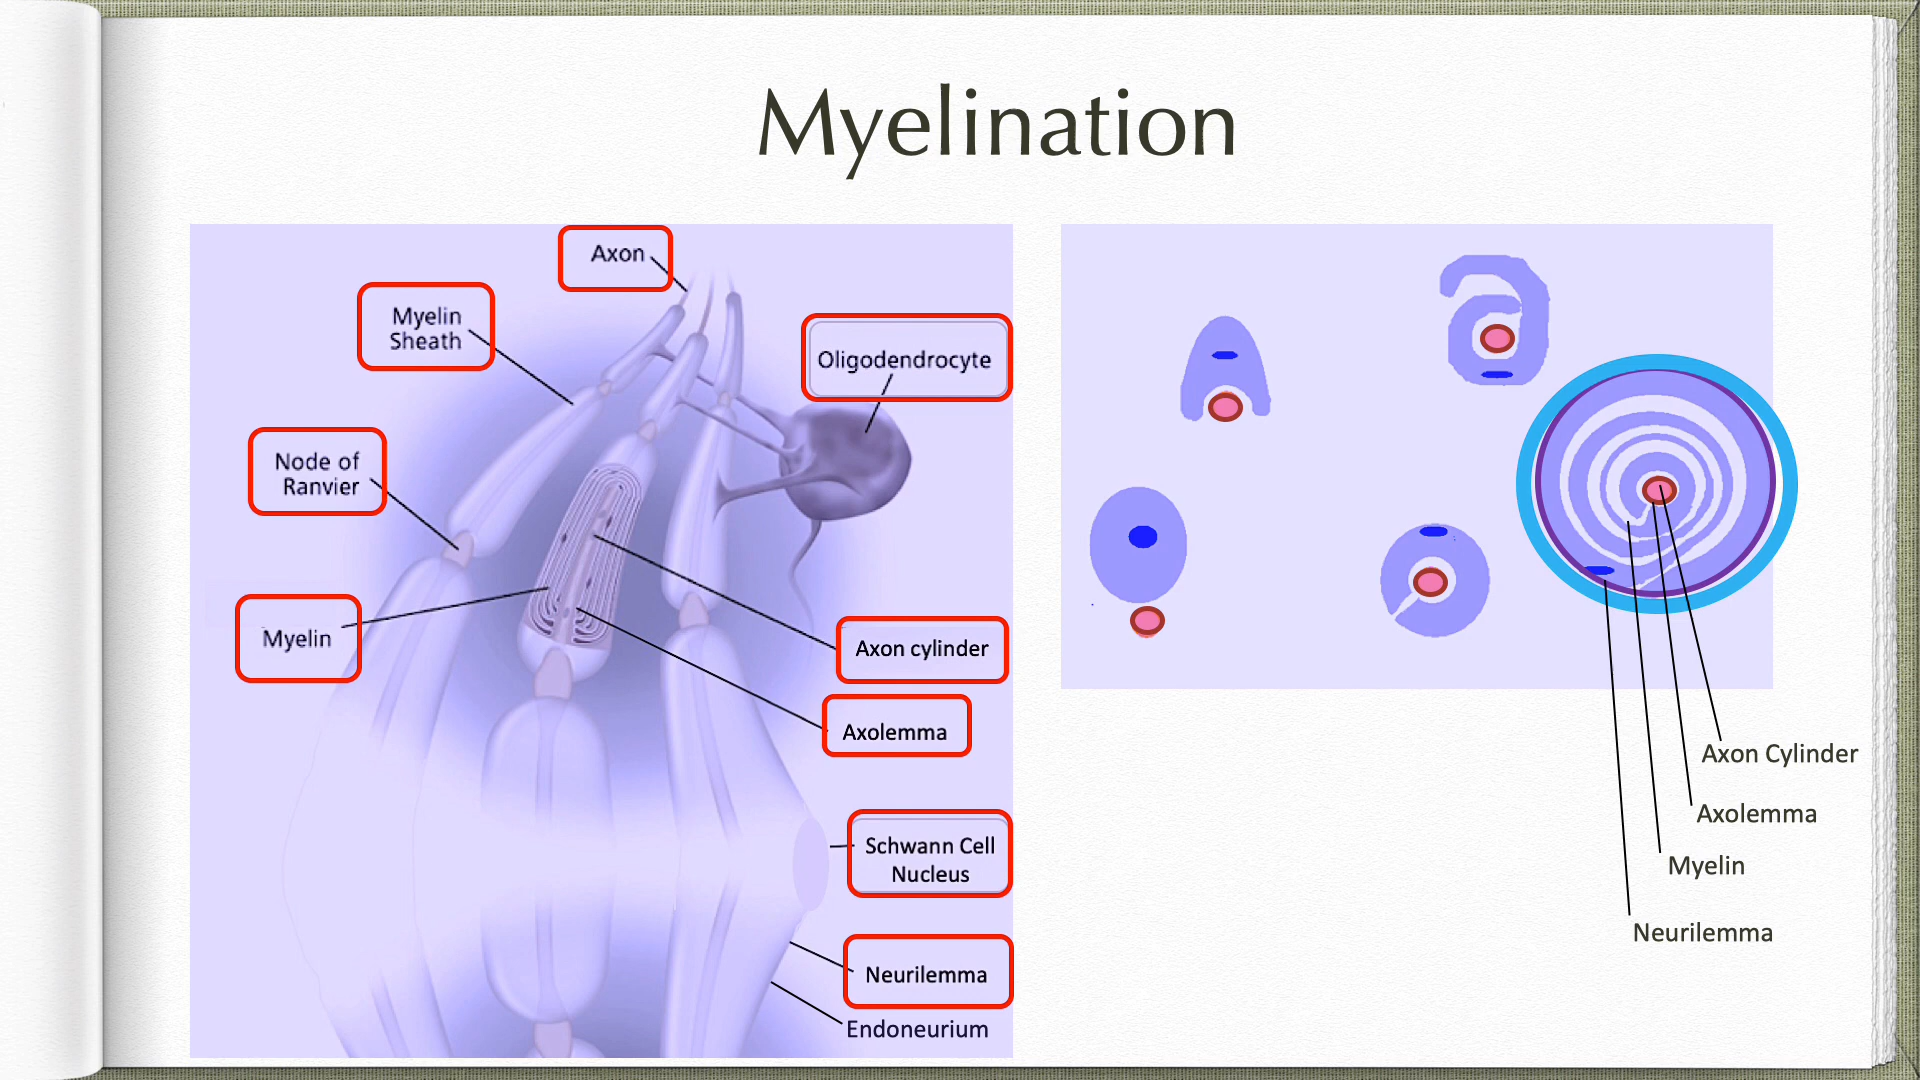 Myelination
Axon
Myelin
Sheath
Oligodendrocyte
Node of
Ranvier
Myelin
Axon cylinder
Axolemma
Schwann Cell
Nucleus
Neurilemma
Endoneurium
Axon Cylinder
Axolemma
Myelin
Neurilemma